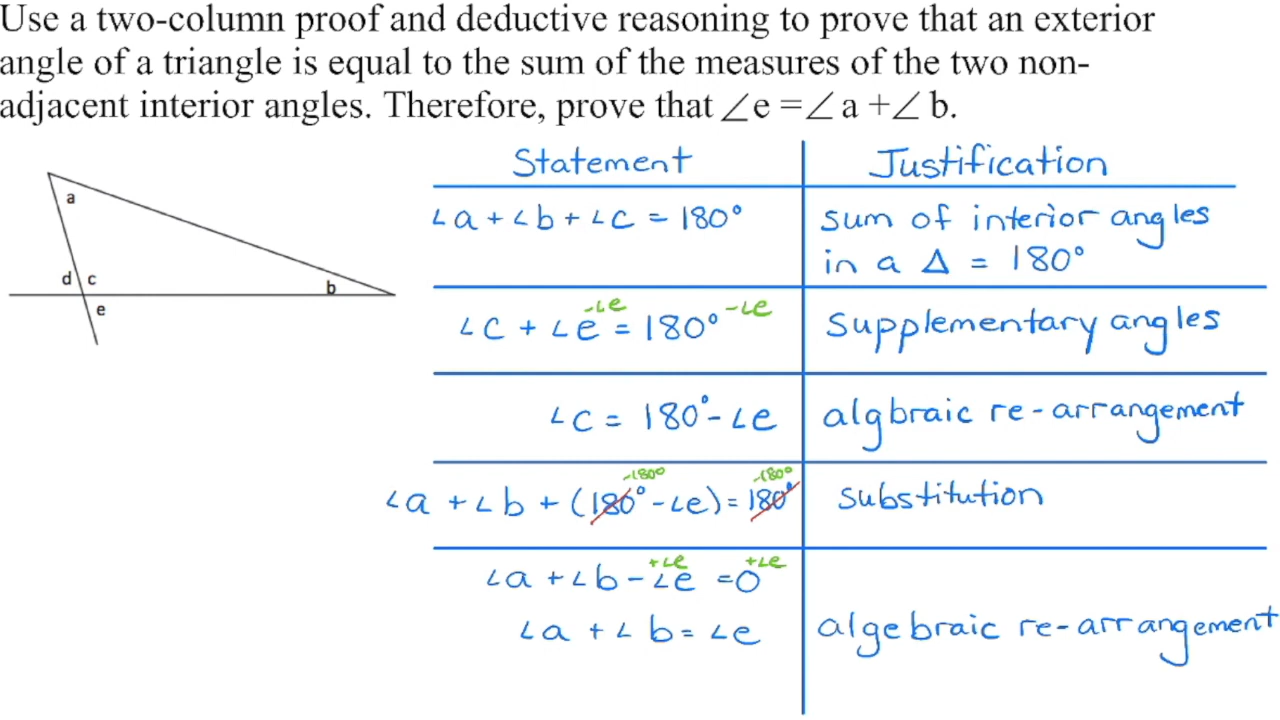 Use a two-column proof and deductive reasoning to prove that an exterior
angle of a triangle is equal to the sum of the measures of the two non-
adjacent interior angles. Therefore, prove that ∠e =∠a +∠ b.
Statement
Justification
a
d
c
b
e
∠a + ∠b + ∠c = 180°
sum of interior angles
in a Δ = 180°
-∠e
-∠e
∠c + ∠e = 180°
supplementary angles
∠c = 180° - ∠e
algbraic re-arrangement
-180°
-180°
∠a + ∠b + (180° - ∠e) = 180°
substitution
+∠e
+∠e
∠a + ∠b - ∠e = 0
∠a + ∠b = ∠e
algebraic re-arrangement